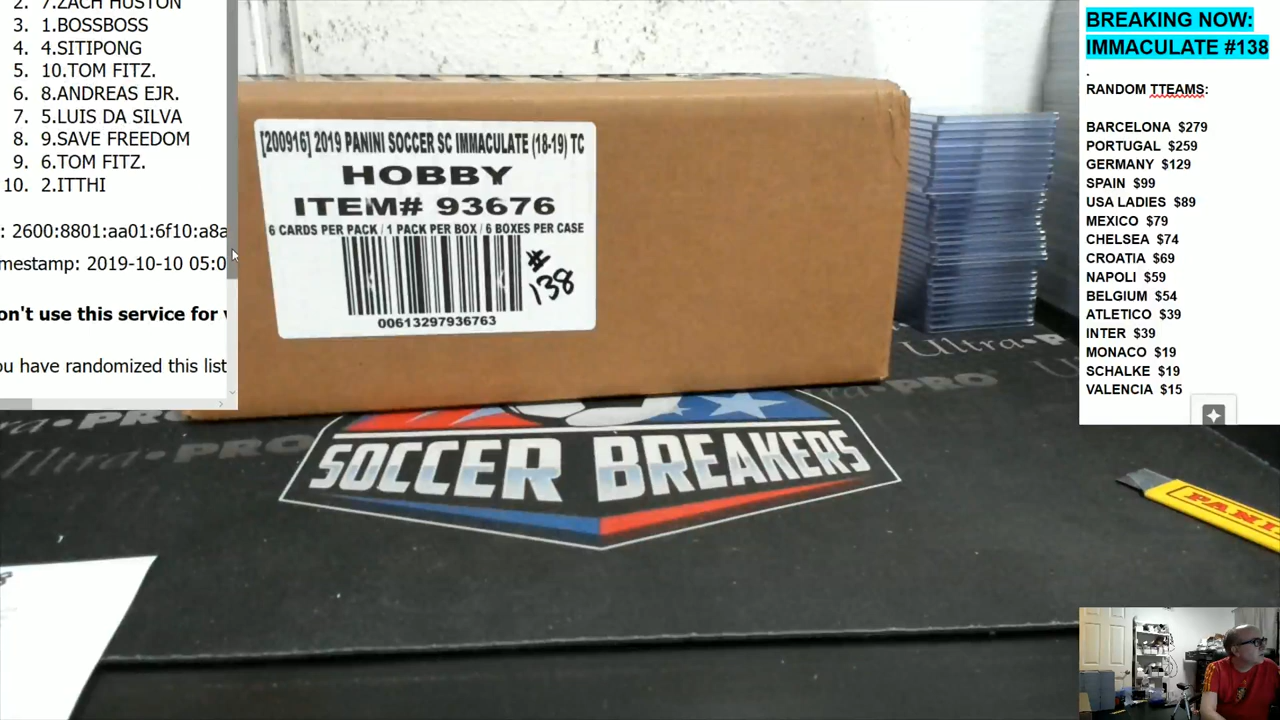 2. 7.ZACH HUSTON
3. 1.BOSSBOSS
4. 4.SITIPONG
5. 10.TOM FITZ.
6. 8.ANDREAS EJR.
7. 5.LUIS DA SILVA
8. 9.SAVE FREEDOM
9. 6.TOM FITZ.
10. 2.ITTHI
: 2600:8801:aa01:6f10:a8a
mestamp: 2019-10-10 05:0
on't use this service for
ou have randomized this list
[200916] 2019 PANINI SOCCER SC IMMACULATE (18-19) TC
HOBBY
ITEM# 93676
6 CARDS PER PACK / 1 PACK PER BOX / 6 BOXES PER CASE
#
138
00613297936763
BREAKING NOW:
IMMACULATE #138
.
RANDOM TTEAMS:
BARCELONA $279
PORTUGAL $259
GERMANY $129
SPAIN $99
USA LADIES $89
MEXICO $79
CHELSEA $74
CROATIA $69
NAPOLI $59
BELGIUM $54
ATLETICO $39
INTER $39
MONACO $19
SCHALKE $19
VALENCIA $15
Ultra•PRO
Ultra•PRO
SOCCER BREAKERS
PANINI